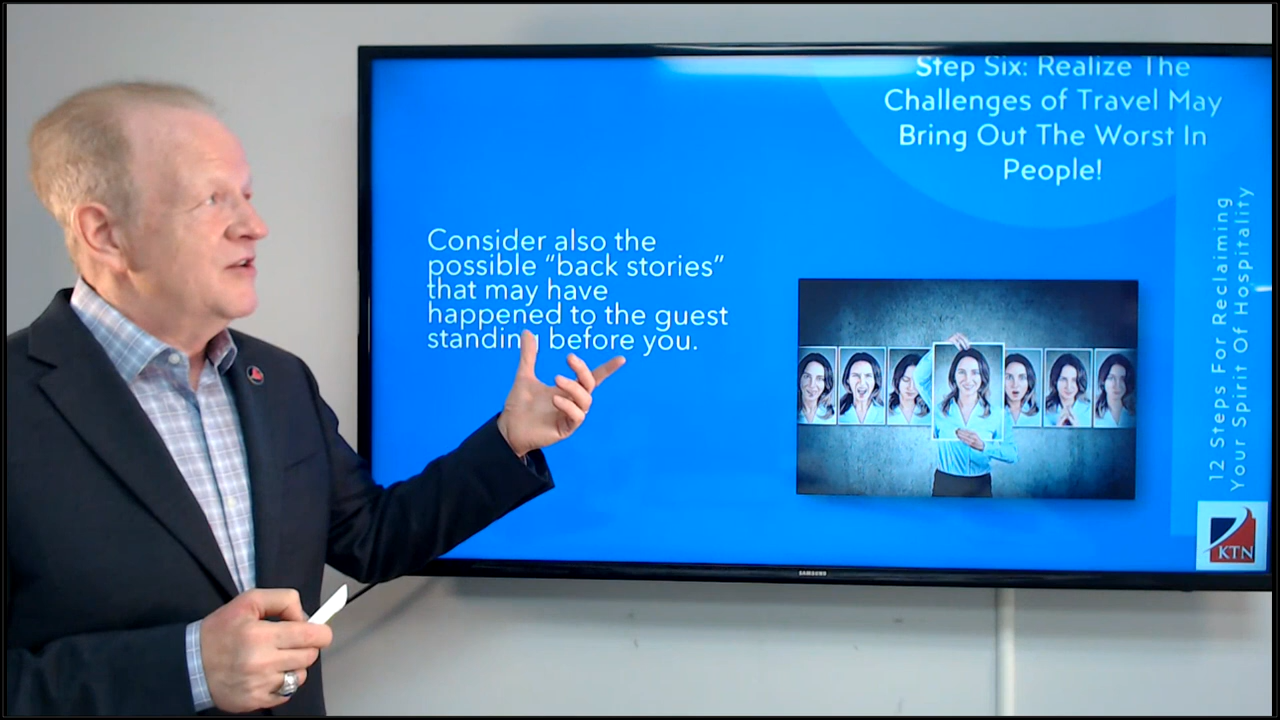 Step Six: Realize The
Challenges of Travel May
Bring Out The Worst In
People!
Consider also the
possible “back stories”
that may have
happened to the guest
standing before you.
12 Steps For Reclaiming
Your Spirit Of Hospitality
KTN
SAMSUNG